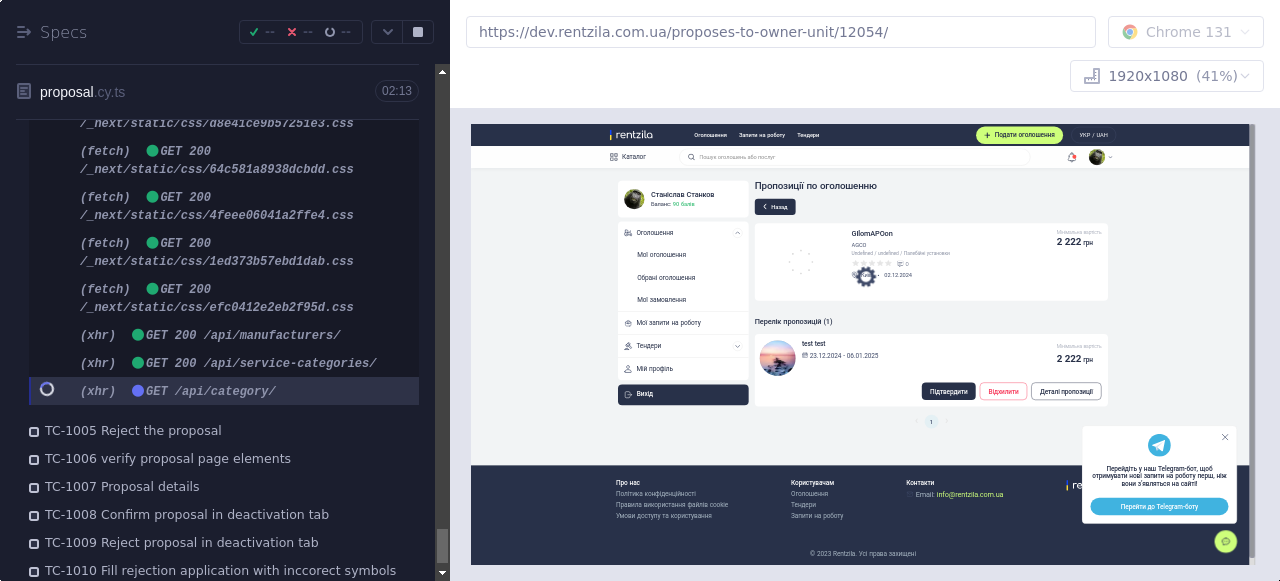 Specs
--
--
--
https://dev.rentzila.com.ua/proposes-to-owner-unit/12054/
Chrome 131
1920x1080 (41%)
proposal.cy.ts
02:13
/_next/static/css/d8e41ce9b57251e3.css
(fetch) GET 200
/_next/static/css/64c581a8938dcbdd.css
(fetch) GET 200
/_next/static/css/4feee06041a2ffe4.css
(fetch) GET 200
/_next/static/css/1ed373b57ebd1dab.css
(fetch) GET 200
/_next/static/css/efc0412e2eb2f95d.css
(xhr) GET 200 /api/manufacturers/
(xhr) GET 200 /api/service-categories/
(xhr) GET /api/category/
TC-1005 Reject the proposal
TC-1006 verify proposal page elements
TC-1007 Proposal details
TC-1008 Confirm proposal in deactivation tab
TC-1009 Reject proposal in deactivation tab
TC-1010 Fill rejection application with inccorect symbols
rentzila
Оголошення
Запити на роботу
Тендери
Подати оголошення
УКР / UAH
Каталог
Пошук оголошень або послуг
Станіслав Станков
Баланс: 90 балів
Оголошення
Мої оголошення
Обрані оголошення
Мої замовлення
Мої запити на роботу
Тендери
Мій профіль
Вихід
Пропозиції по оголошенню
Назад
GIlomAPOon
AGCO
Undefined / undefined / Палебійні установки
0
02.12.2024
Мінімальна вартість
2 222 грн
Перелік пропозицій (1)
test test
23.12.2024 - 06.01.2025
Мінімальна вартість
2 222 грн
Підтвердити
Відхилити
Деталі пропозиції
1
Перейдіть у наш Telegram-бот, щоб
отримувати нові запити на роботу перш, ніж
вони з'являться на сайті!
Перейти до Telegram-боту
Про нас
Політика конфіденційності
Правила використання файлів cookie
Умови доступу та користування
Користувачам
Оголошення
Тендери
Запити на роботу
Контакти
Email: info@rentzila.com.ua
re
© 2023 Rentzila. Усі права захищені